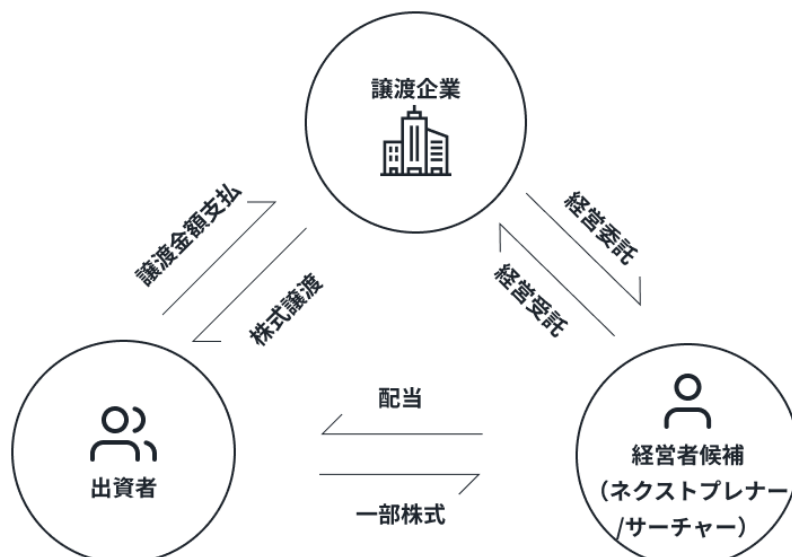 譲渡企業
譲渡金額支払
株式譲渡
経営委託
経営受託
配当
一部株式
出資者
経営者候補
（ネクストプレナー
/サーチャー）